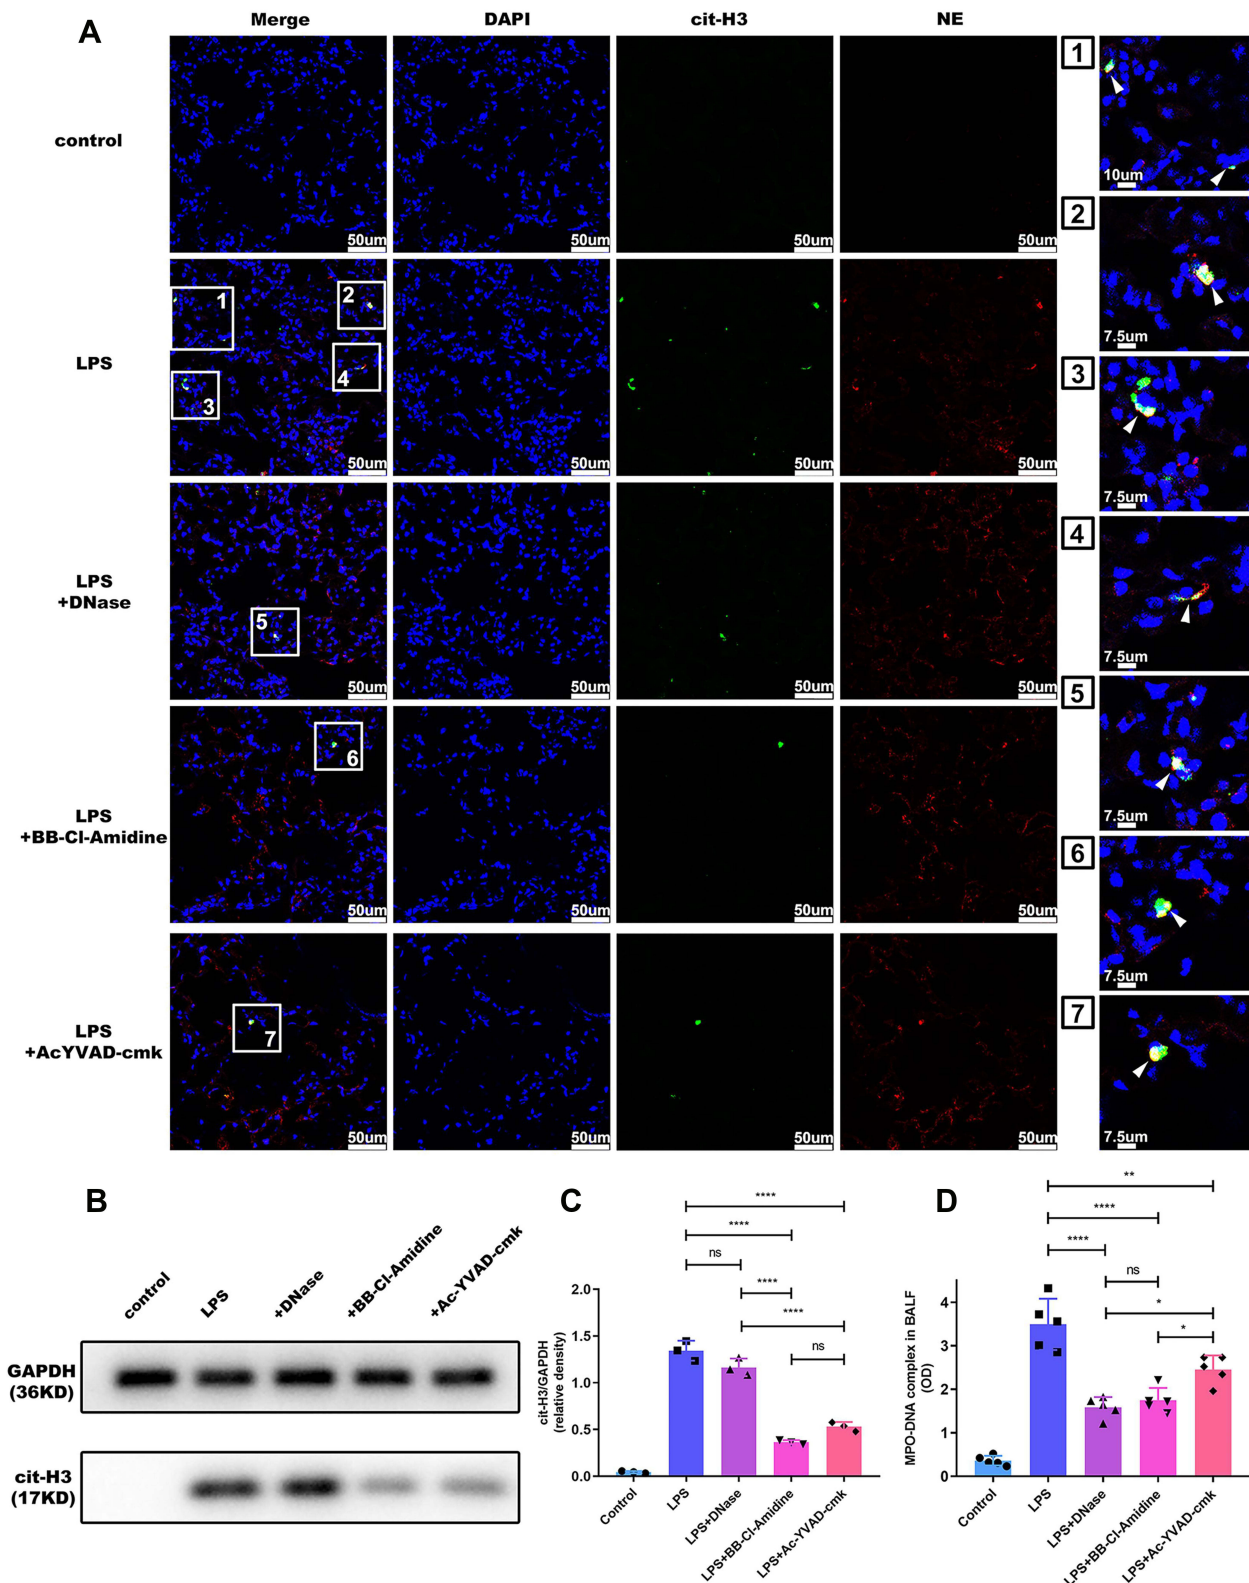 A
Merge DAPI cit-H3 NE
control
50um 50um 50um 50um
LPS
1 2 3 4
50um 50um 50um 50um
LPS
+DNase
5
50um 50um 50um 50um
LPS
+BB-Cl-Amidine
6
50um 50um 50um 50um
LPS
+AcYVAD-cmk
7
50um 50um 50um 50um
1
10um
2
7.5um
3
7.5um
4
7.5um
5
7.5um
6
7.5um
7
7.5um
B
control LPS +DNase +BB-Cl-Amidine +Ac-YVAD-cmk
GAPDH
(36KD)
cit-H3
(17KD)
C
****
****
ns
****
****
ns
cit-H3/GAPDH
(relative density)
2.0
1.5
1.0
0.5
0.0
Control LPS LPS+DNase LPS+BB-Cl-Amidine LPS+Ac-YVAD-cmk
D
**
****
****
ns
*
*
MPO-DNA complex in BALF
(OD)
4
3
2
1
0
Control LPS LPS+DNase LPS+BB-Cl-Amidine LPS+Ac-YVAD-cmk